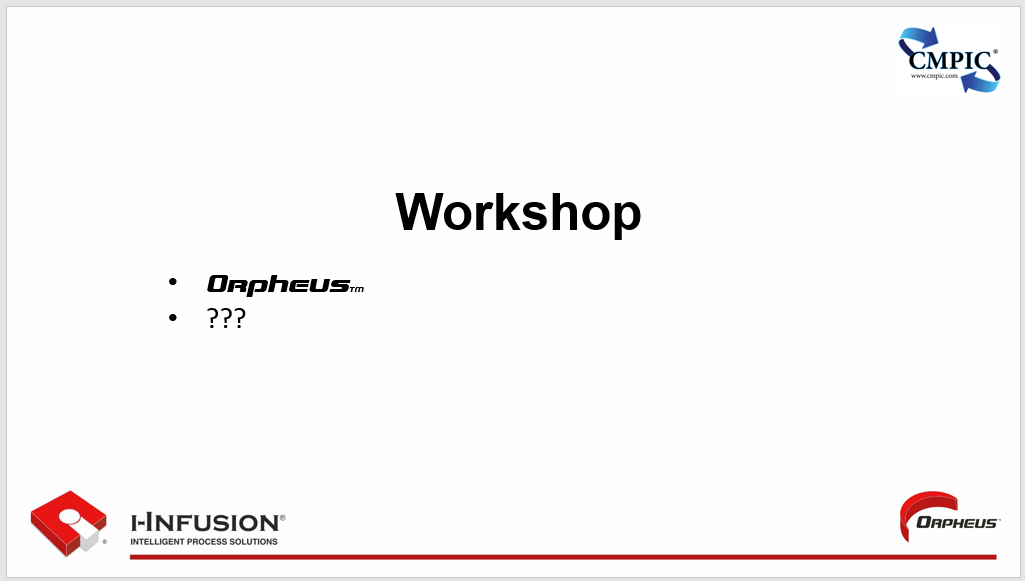 CMPIC®
www.cmpic.com
Workshop
• Orpheus™
• ???
I-INFUSION®
INTELLIGENT PROCESS SOLUTIONS
®
ORPHEUS™